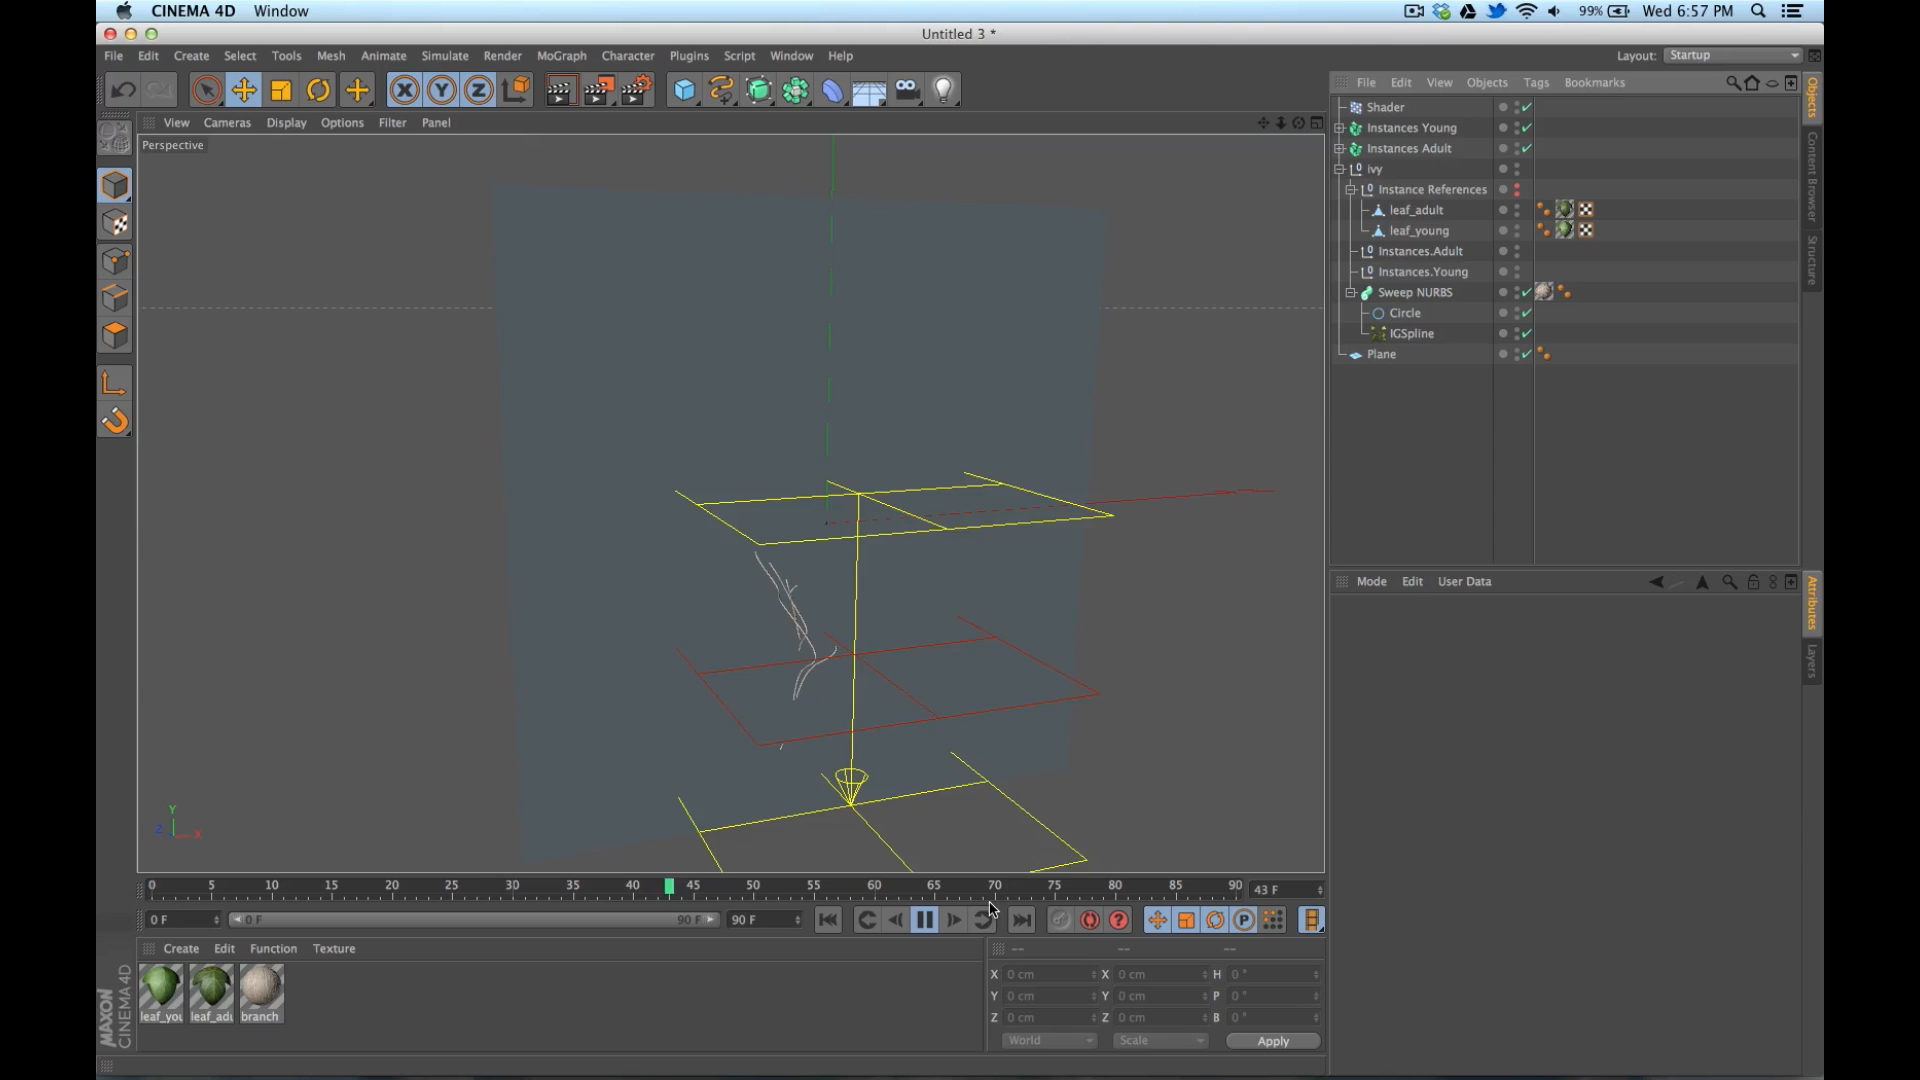 CINEMA 4D Window 99% Wed 6:57 PM
Untitled 3 *
File Edit Create Select Tools Mesh Animate Simulate Render MoGraph Character Plugins Script Window Help Layout: Startup
X Y Z
File Edit View Objects Tags Bookmarks
View Cameras Display Options Filter Panel
Perspective
Shader
Instances Young
Instances Adult
Ivy
Instance References
leaf_adult
leaf_young
Instances.Adult
Instances.Young
Sweep NURBS
Circle
IGSpline
Plane
Objects
Content Browser
Structure
Mode Edit User Data
Attributes
Layers
Y
Z X
0 5 10 15 20 25 30 35 40 45 50 55 60 65 70 75 80 85 90 43 F
0 F 0 F 90 F 90 F P
Create Edit Function Texture -- -- --
X 0 cm X 0 cm H 0 °
Y 0 cm Y 0 cm P 0 °
Z 0 cm Z 0 cm B 0 °
World Scale Apply
leaf_you leaf_adu branch
MAXON
CINEMA 4D